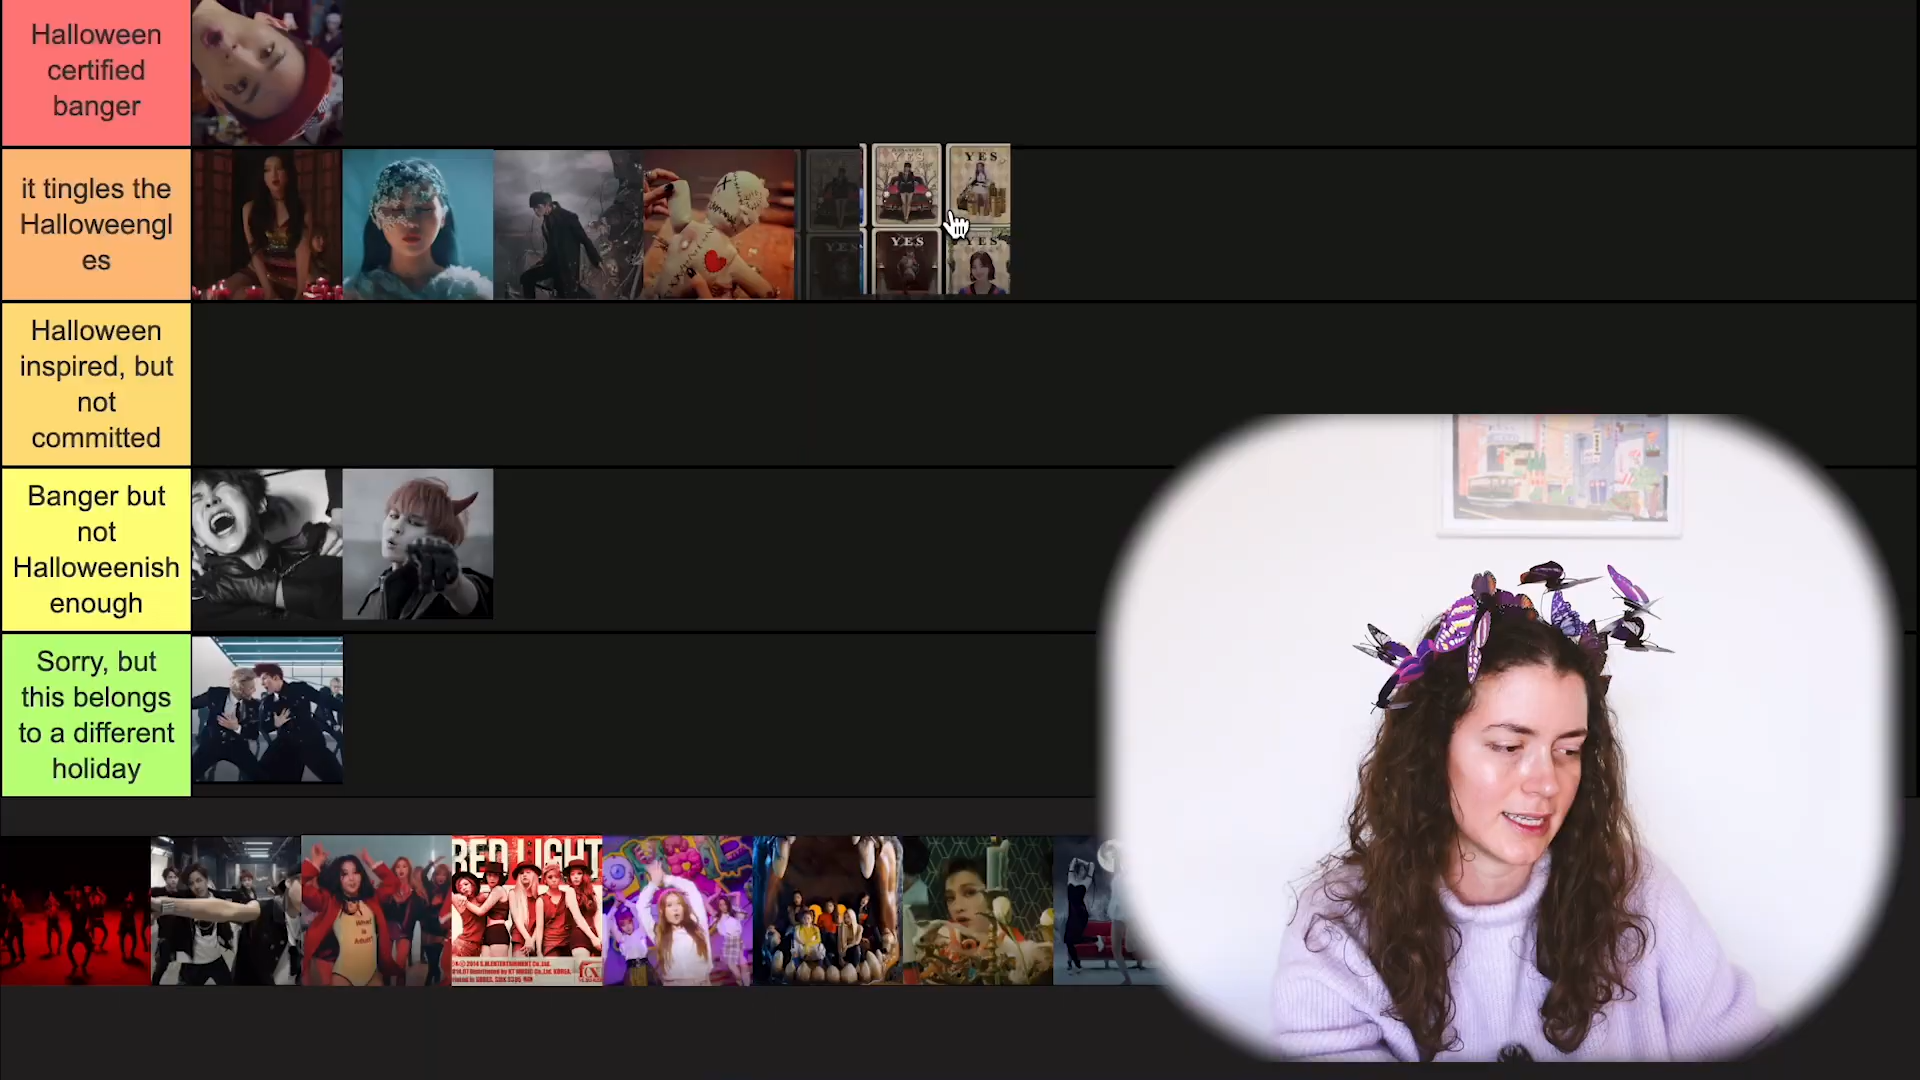 Halloween
certified
banger
it tingles the
Halloweengl
es
YES
YES
YES
YES
Halloween
inspired, but
not
committed
Banger but
not
Halloweenish
enough
Sorry, but
this belongs
to a different
holiday
RED LIGHT